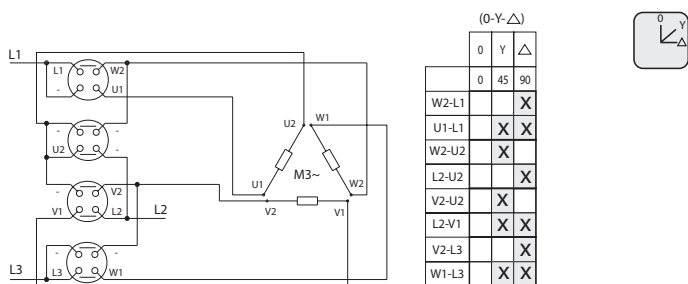 (0-Y-△)
0 Y △
0 45 90
W2-L1 X
U1-L1 X X
W2-U2 X
L2-U2 X
V2-U2 X
L2-V1 X X
V2-L3 X
W1-L3 X X
0
Y
△
L1
L1 W2
- U1
- -
U2 -
- V2
V1 L2 L2
- -
L3 L3 W1
U2 W1
M3~
U1 W2
V2 V1